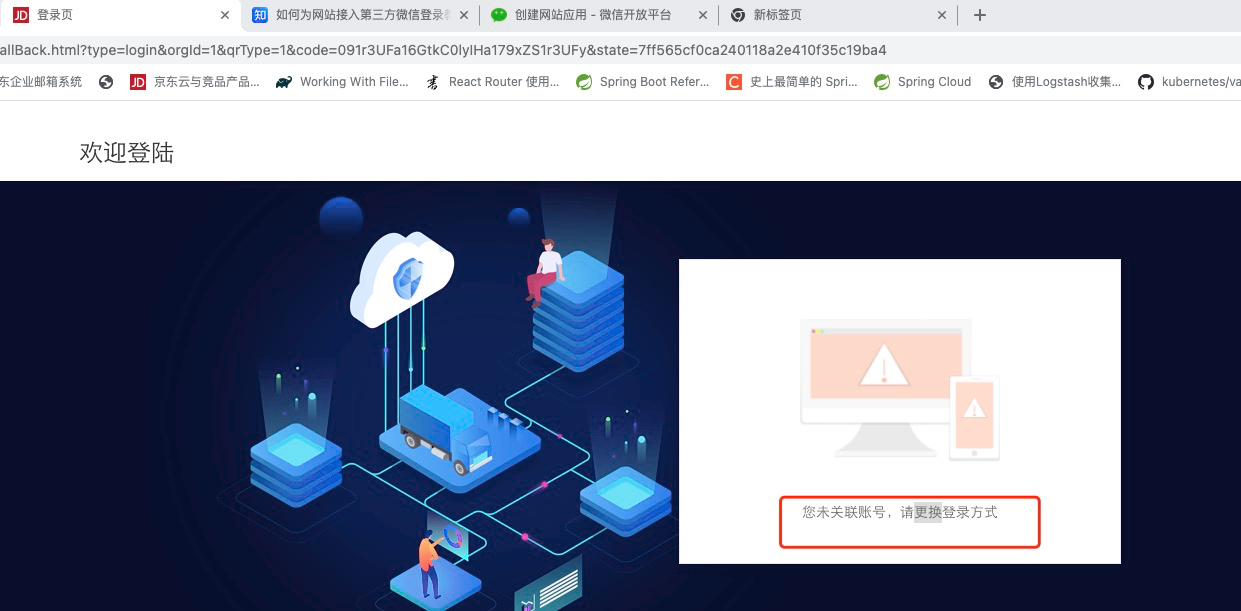 JD 登录页
知 如何为网站接入第三方微信登录
创建网站应用 - 微信开放平台
新标签页
allBack.html?type=login&orgId=1&qrType=1&code=091r3UFa16GtkC0lylHa179xZS1r3UFy&state=7ff565cf0ca240118a2e410f35c19ba4
东企业邮箱系统
JD 京东云与竞品产品...
Working With File...
React Router 使用...
Spring Boot Refer...
C 史上最简单的 Spri...
Spring Cloud
使用Logstash收集...
kubernetes/va
欢迎登陆
您未关联账号，请更换登录方式